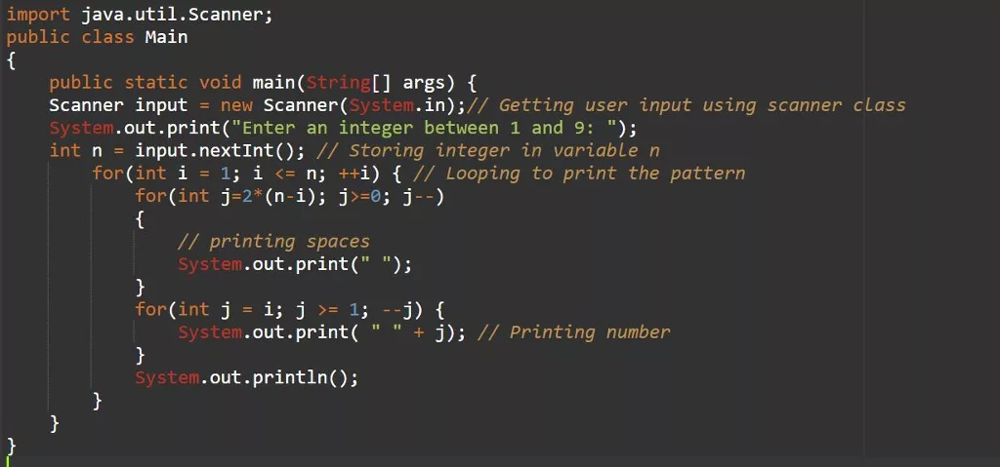 import java.util.Scanner;
public class Main
{
    public static void main(String[] args) {
    Scanner input = new Scanner(System.in);// Getting user input using scanner class
    System.out.print("Enter an integer between 1 and 9: ");
    int n = input.nextInt(); // Storing integer in variable n
        for(int i = 1; i <= n; ++i) { // Looping to print the pattern
            for(int j=2*(n-i); j>=0; j--)
            {
                // printing spaces
                System.out.print(" ");
            }
            for(int j = i; j >= 1; --j) {
                System.out.print( " " + j); // Printing number
            }
            System.out.println();
        }
    }
}